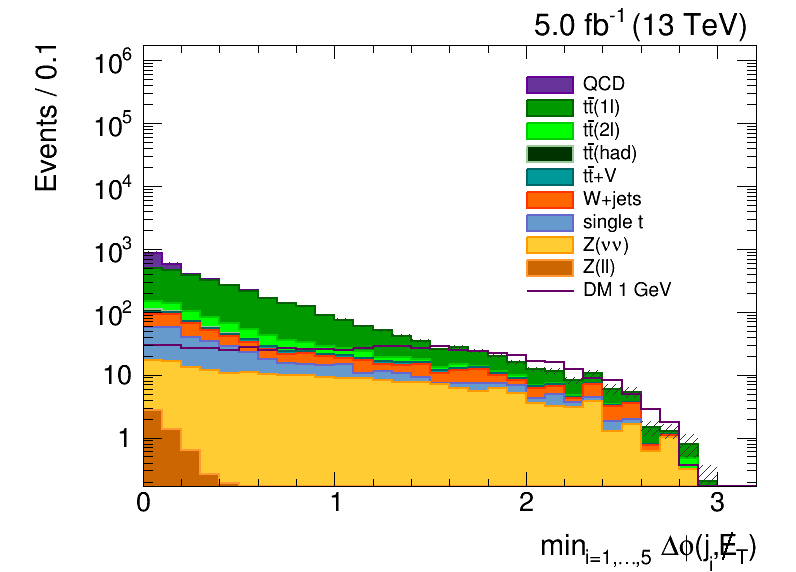 5.0 fb⁻¹ (13 TeV)
Events / 0.1
10⁶
10⁵
10⁴
10³
10²
10
1
QCD
tt̄(1l)
tt̄(2l)
tt̄(had)
tt̄+V
W+jets
single t
Z(νν)
Z(ll)
DM 1 GeV
0 1 2 3
min_{i=1,...,5} Δϕ(j_i,E̸_T)